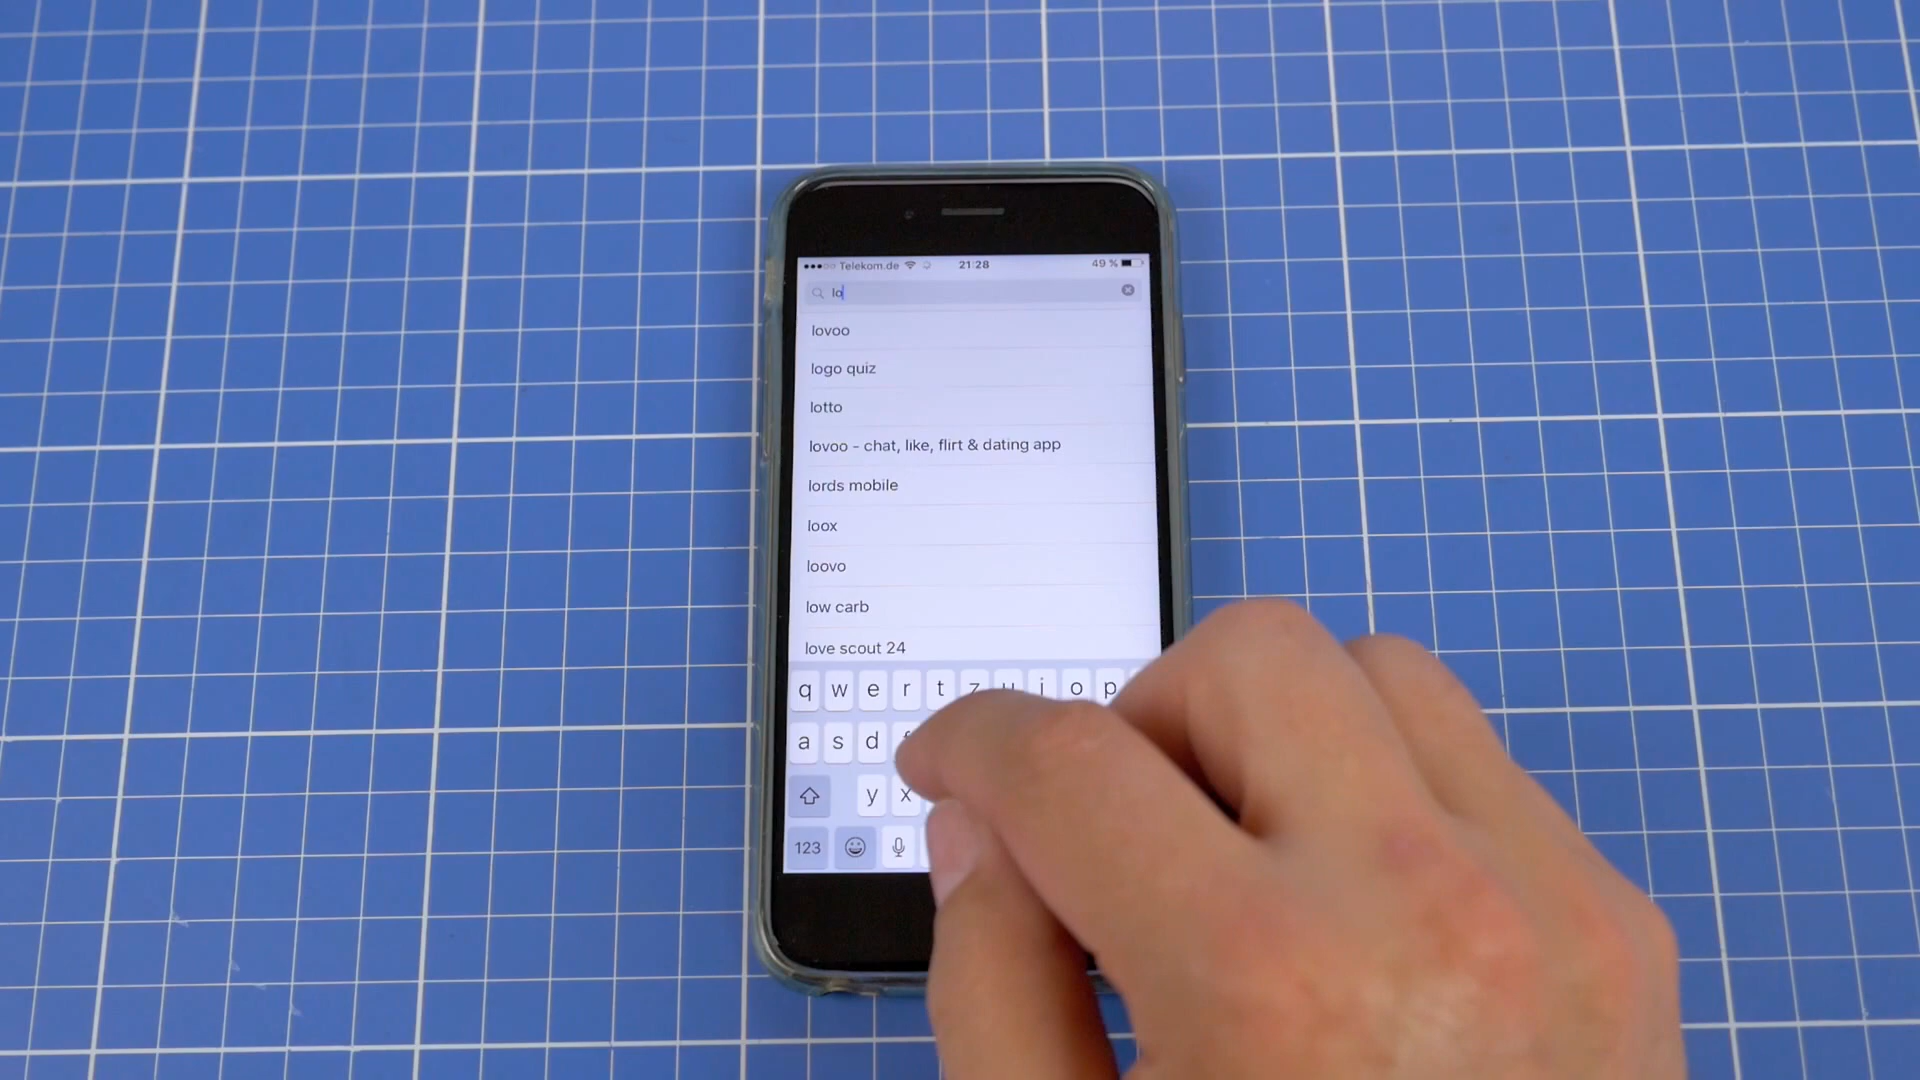 Telekom.de 21:28 49 %
lo
lovoo
logo quiz
lotto
lovoo - chat, like, flirt & dating app
lords mobile
loox
loovo
low carb
love scout 24
q w e r t z u i o p
a s d f
y x
123